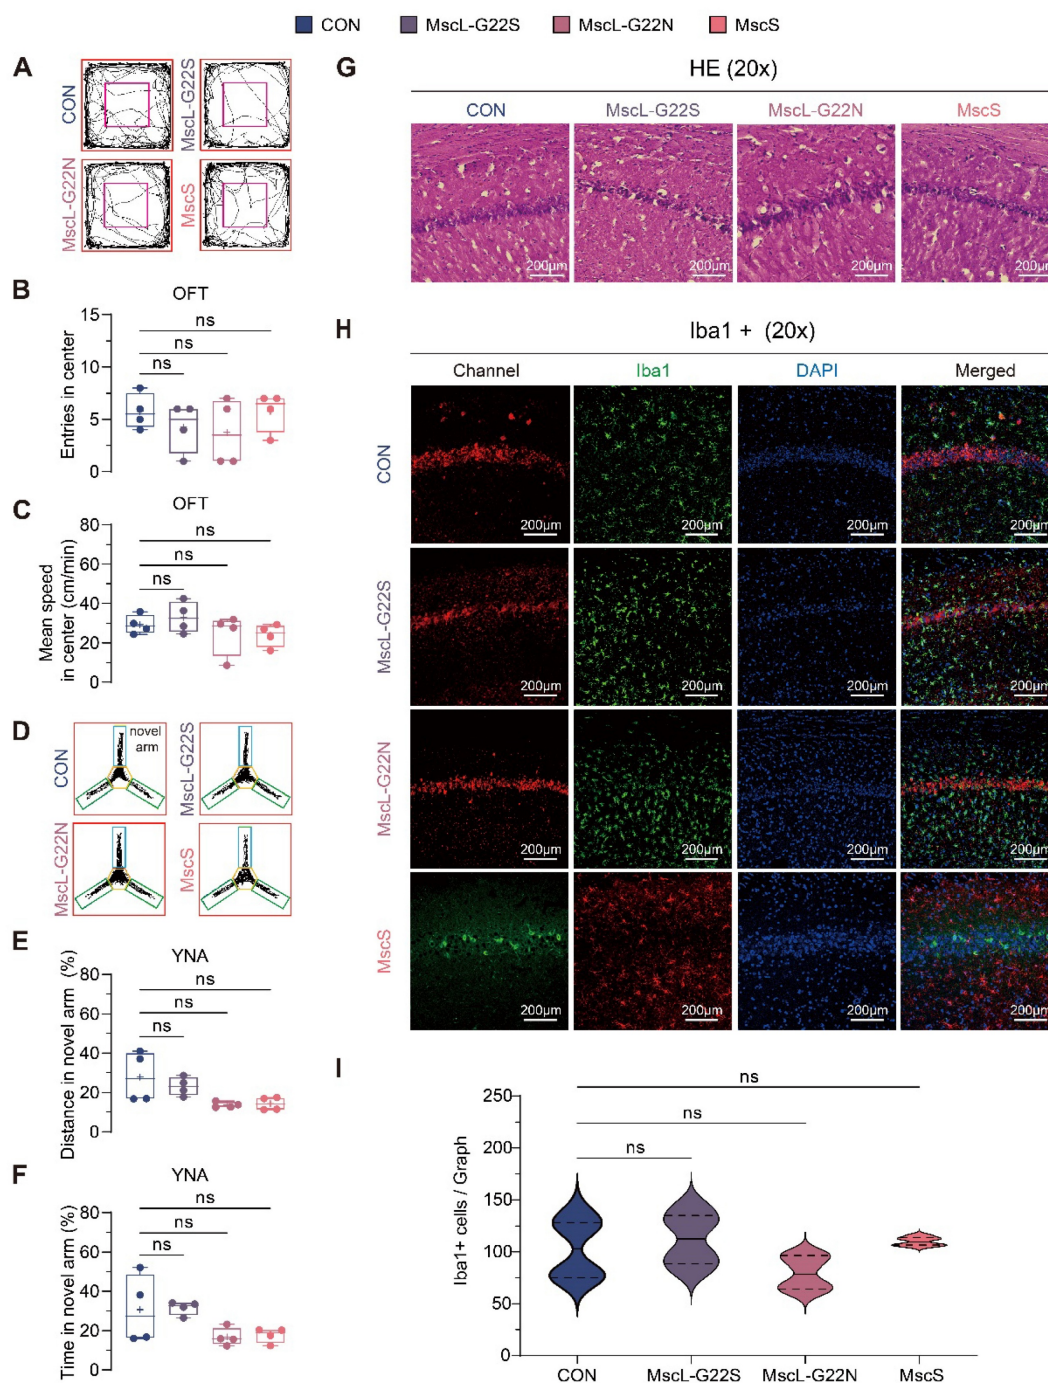 CON MscL-G22S MscL-G22N MscS
A
CON
MscL-G22S
MscL-G22N
MscS
B
OFT
Entries in center
15
10
5
0
ns
ns
ns
C
OFT
Mean speed
in center (cm/min)
80
60
40
20
0
ns
ns
ns
D
CON
novel
arm
MscL-G22S
MscL-G22N
MscS
E
YNA
Distance in novel arm (%)
80
60
40
20
0
ns
ns
ns
F
YNA
Time in novel arm (%)
80
60
40
20
0
ns
ns
ns
G
HE (20x)
CON MscL-G22S MscL-G22N MscS
200μm 200μm 200μm 200μm
H
Iba1 + (20x)
Channel Iba1 DAPI Merged
CON
200μm 200μm 200μm 200μm
MscL-G22S
200μm 200μm 200μm 200μm
MscL-G22N
200μm 200μm 200μm 200μm
MscS
200μm 200μm 200μm 200μm
I
Iba1+ cells / Graph
250
200
150
100
50
0
ns
ns
ns
CON MscL-G22S MscL-G22N MscS